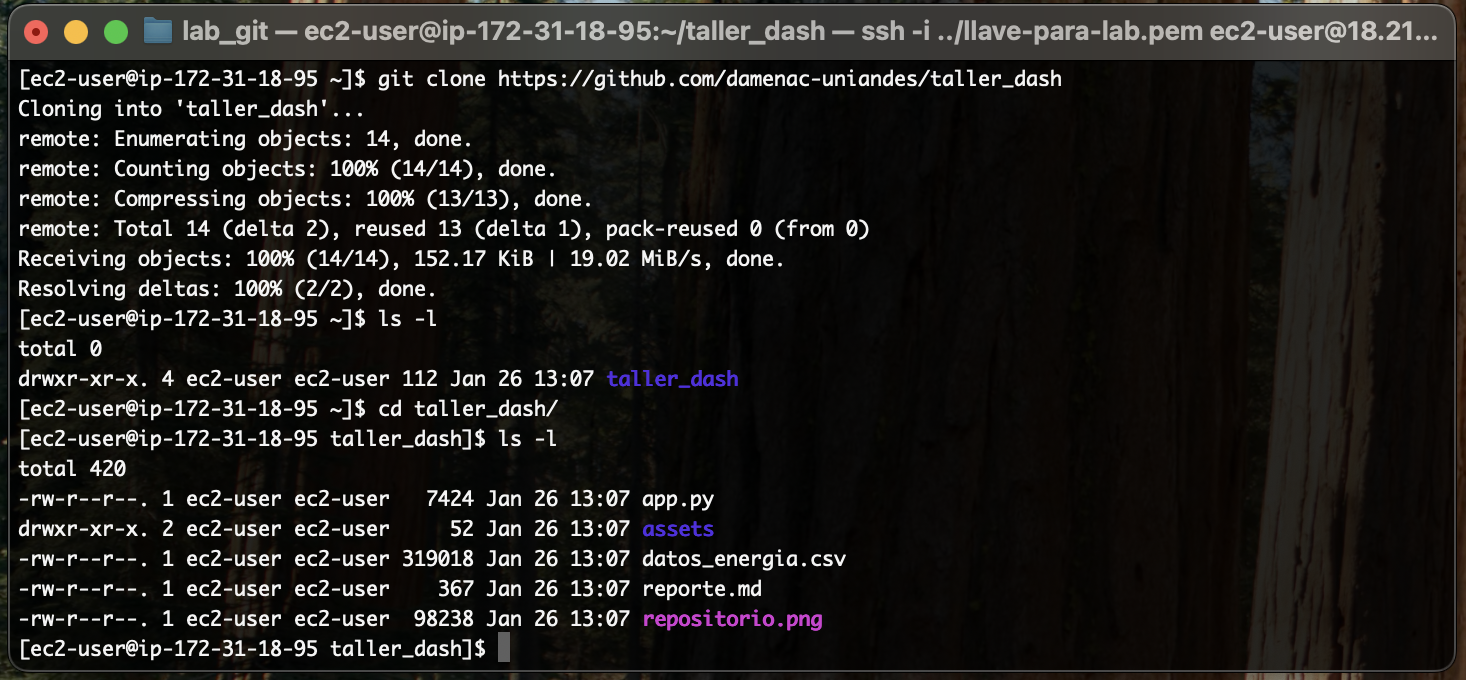 lab_git — ec2-user@ip-172-31-18-95:~/taller_dash — ssh -i ../llave-para-lab.pem ec2-user@18.21...
[ec2-user@ip-172-31-18-95 ~]$ git clone https://github.com/damenac-uniandes/taller_dash
Cloning into 'taller_dash'...
remote: Enumerating objects: 14, done.
remote: Counting objects: 100% (14/14), done.
remote: Compressing objects: 100% (13/13), done.
remote: Total 14 (delta 2), reused 13 (delta 1), pack-reused 0 (from 0)
Receiving objects: 100% (14/14), 152.17 KiB | 19.02 MiB/s, done.
Resolving deltas: 100% (2/2), done.
[ec2-user@ip-172-31-18-95 ~]$ ls -l
total 0
drwxr-xr-x. 4 ec2-user ec2-user 112 Jan 26 13:07 taller_dash
[ec2-user@ip-172-31-18-95 ~]$ cd taller_dash/
[ec2-user@ip-172-31-18-95 taller_dash]$ ls -l
total 420
-rw-r--r--. 1 ec2-user ec2-user   7424 Jan 26 13:07 app.py
drwxr-xr-x. 2 ec2-user ec2-user     52 Jan 26 13:07 assets
-rw-r--r--. 1 ec2-user ec2-user 319018 Jan 26 13:07 datos_energia.csv
-rw-r--r--. 1 ec2-user ec2-user    367 Jan 26 13:07 reporte.md
-rw-r--r--. 1 ec2-user ec2-user  98238 Jan 26 13:07 repositorio.png
[ec2-user@ip-172-31-18-95 taller_dash]$